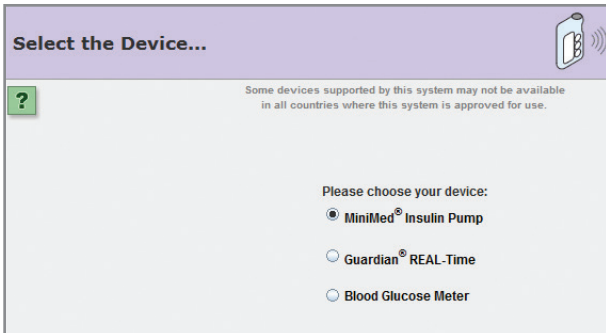 Select the Device...
?
Some devices supported by this system may not be available
in all countries where this system is approved for use.
Please choose your device:
MiniMed® Insulin Pump
Guardian® REAL-Time
Blood Glucose Meter